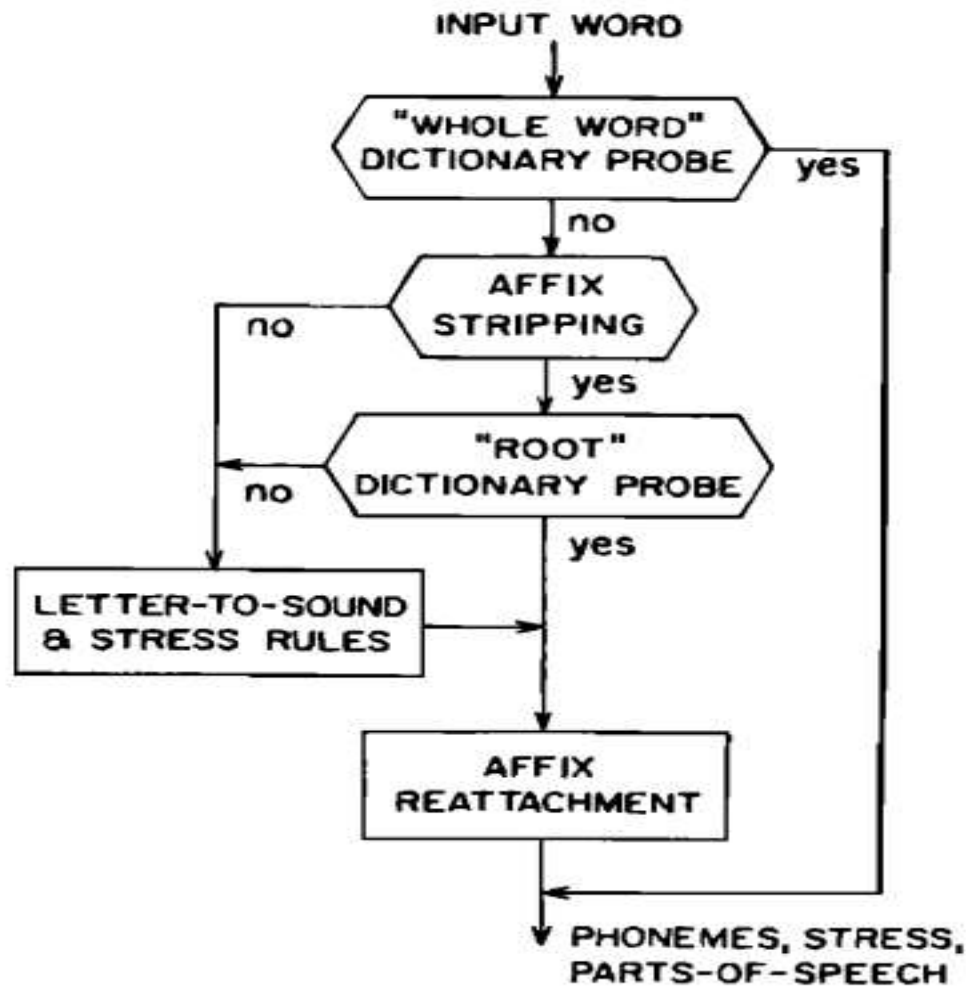 INPUT WORD
"WHOLE WORD"
DICTIONARY PROBE
yes
no
AFFIX
STRIPPING
no
yes
"ROOT"
DICTIONARY PROBE
no
yes
LETTER-TO-SOUND
& STRESS RULES
AFFIX
REATTACHMENT
PHONEMES, STRESS,
PARTS-OF-SPEECH